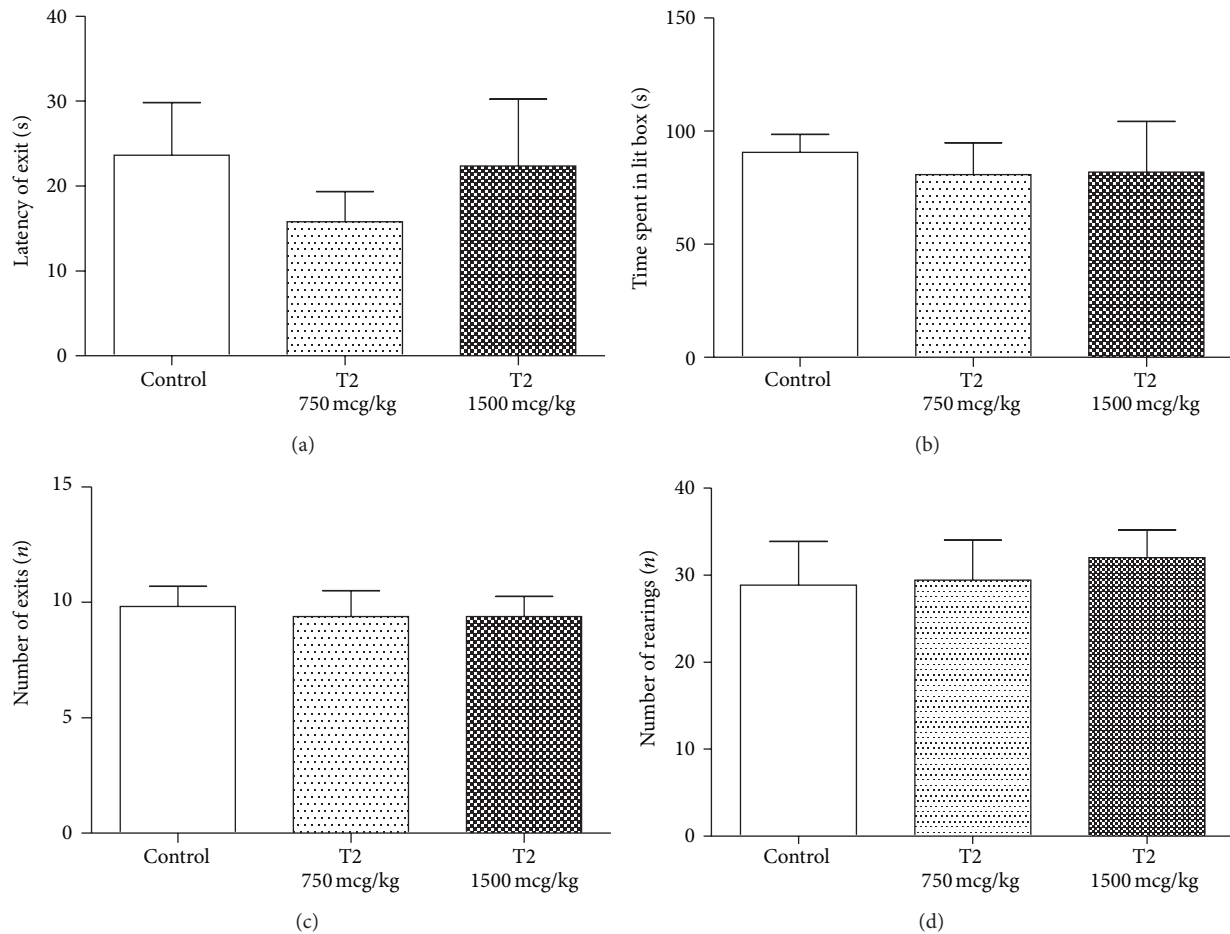 40
30
20
10
0
Latency of exit (s)
Control
T2
750 mcg/kg
T2
1500 mcg/kg
(a)
150
100
50
0
Time spent in lit box (s)
Control
T2
750 mcg/kg
T2
1500 mcg/kg
(b)
15
10
5
0
Number of exits (n)
Control
T2
750 mcg/kg
T2
1500 mcg/kg
(c)
40
30
20
10
0
Number of rearings (n)
Control
T2
750 mcg/kg
T2
1500 mcg/kg
(d)